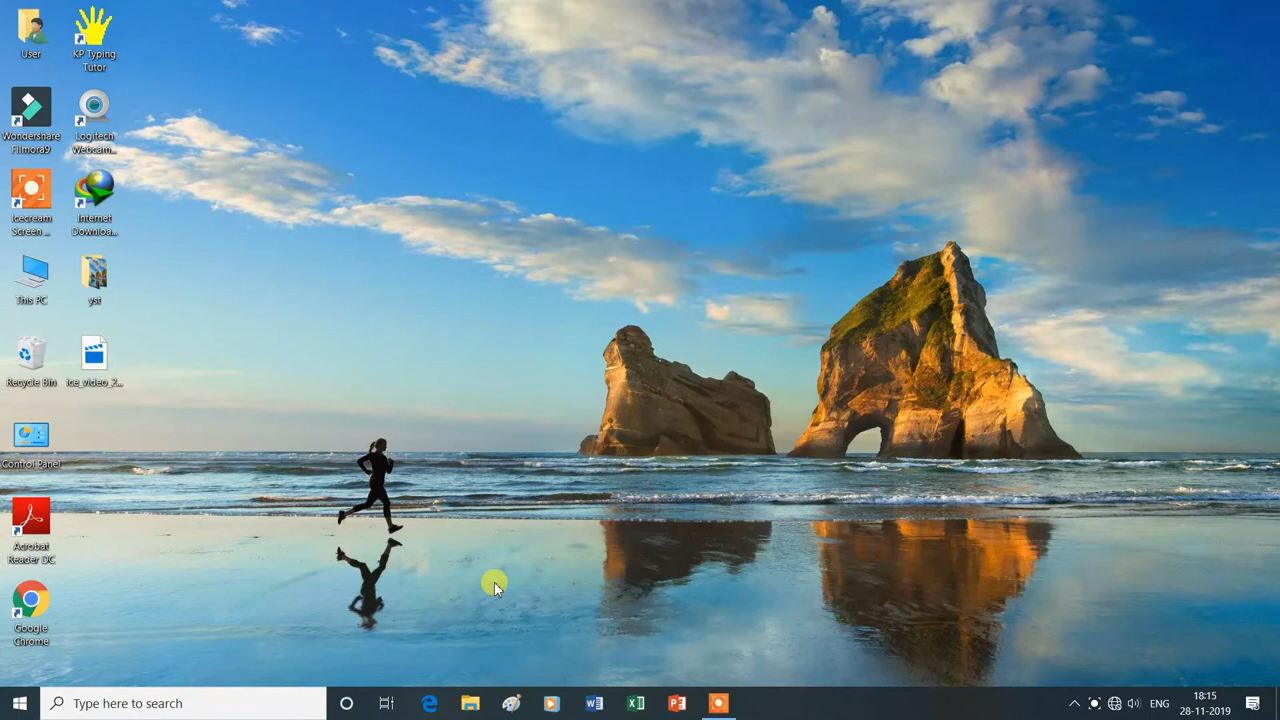 User
KP Typing
Tutor
Wondershare
Filmora9
Logitech
Webcam...
Icecream
Screen ...
Internet
Downloa...
This PC
yst
Recycle Bin
ice_video_2...
Control Panel
Acrobat
Reader DC
Google
Chrome
Type here to search
ENG
18:15
28-11-2019